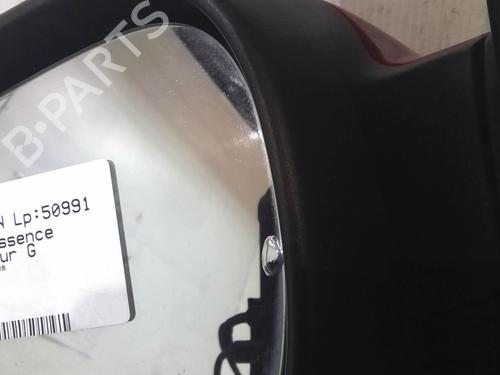 B-PARTS
N Lp:50991
ssence
ur G